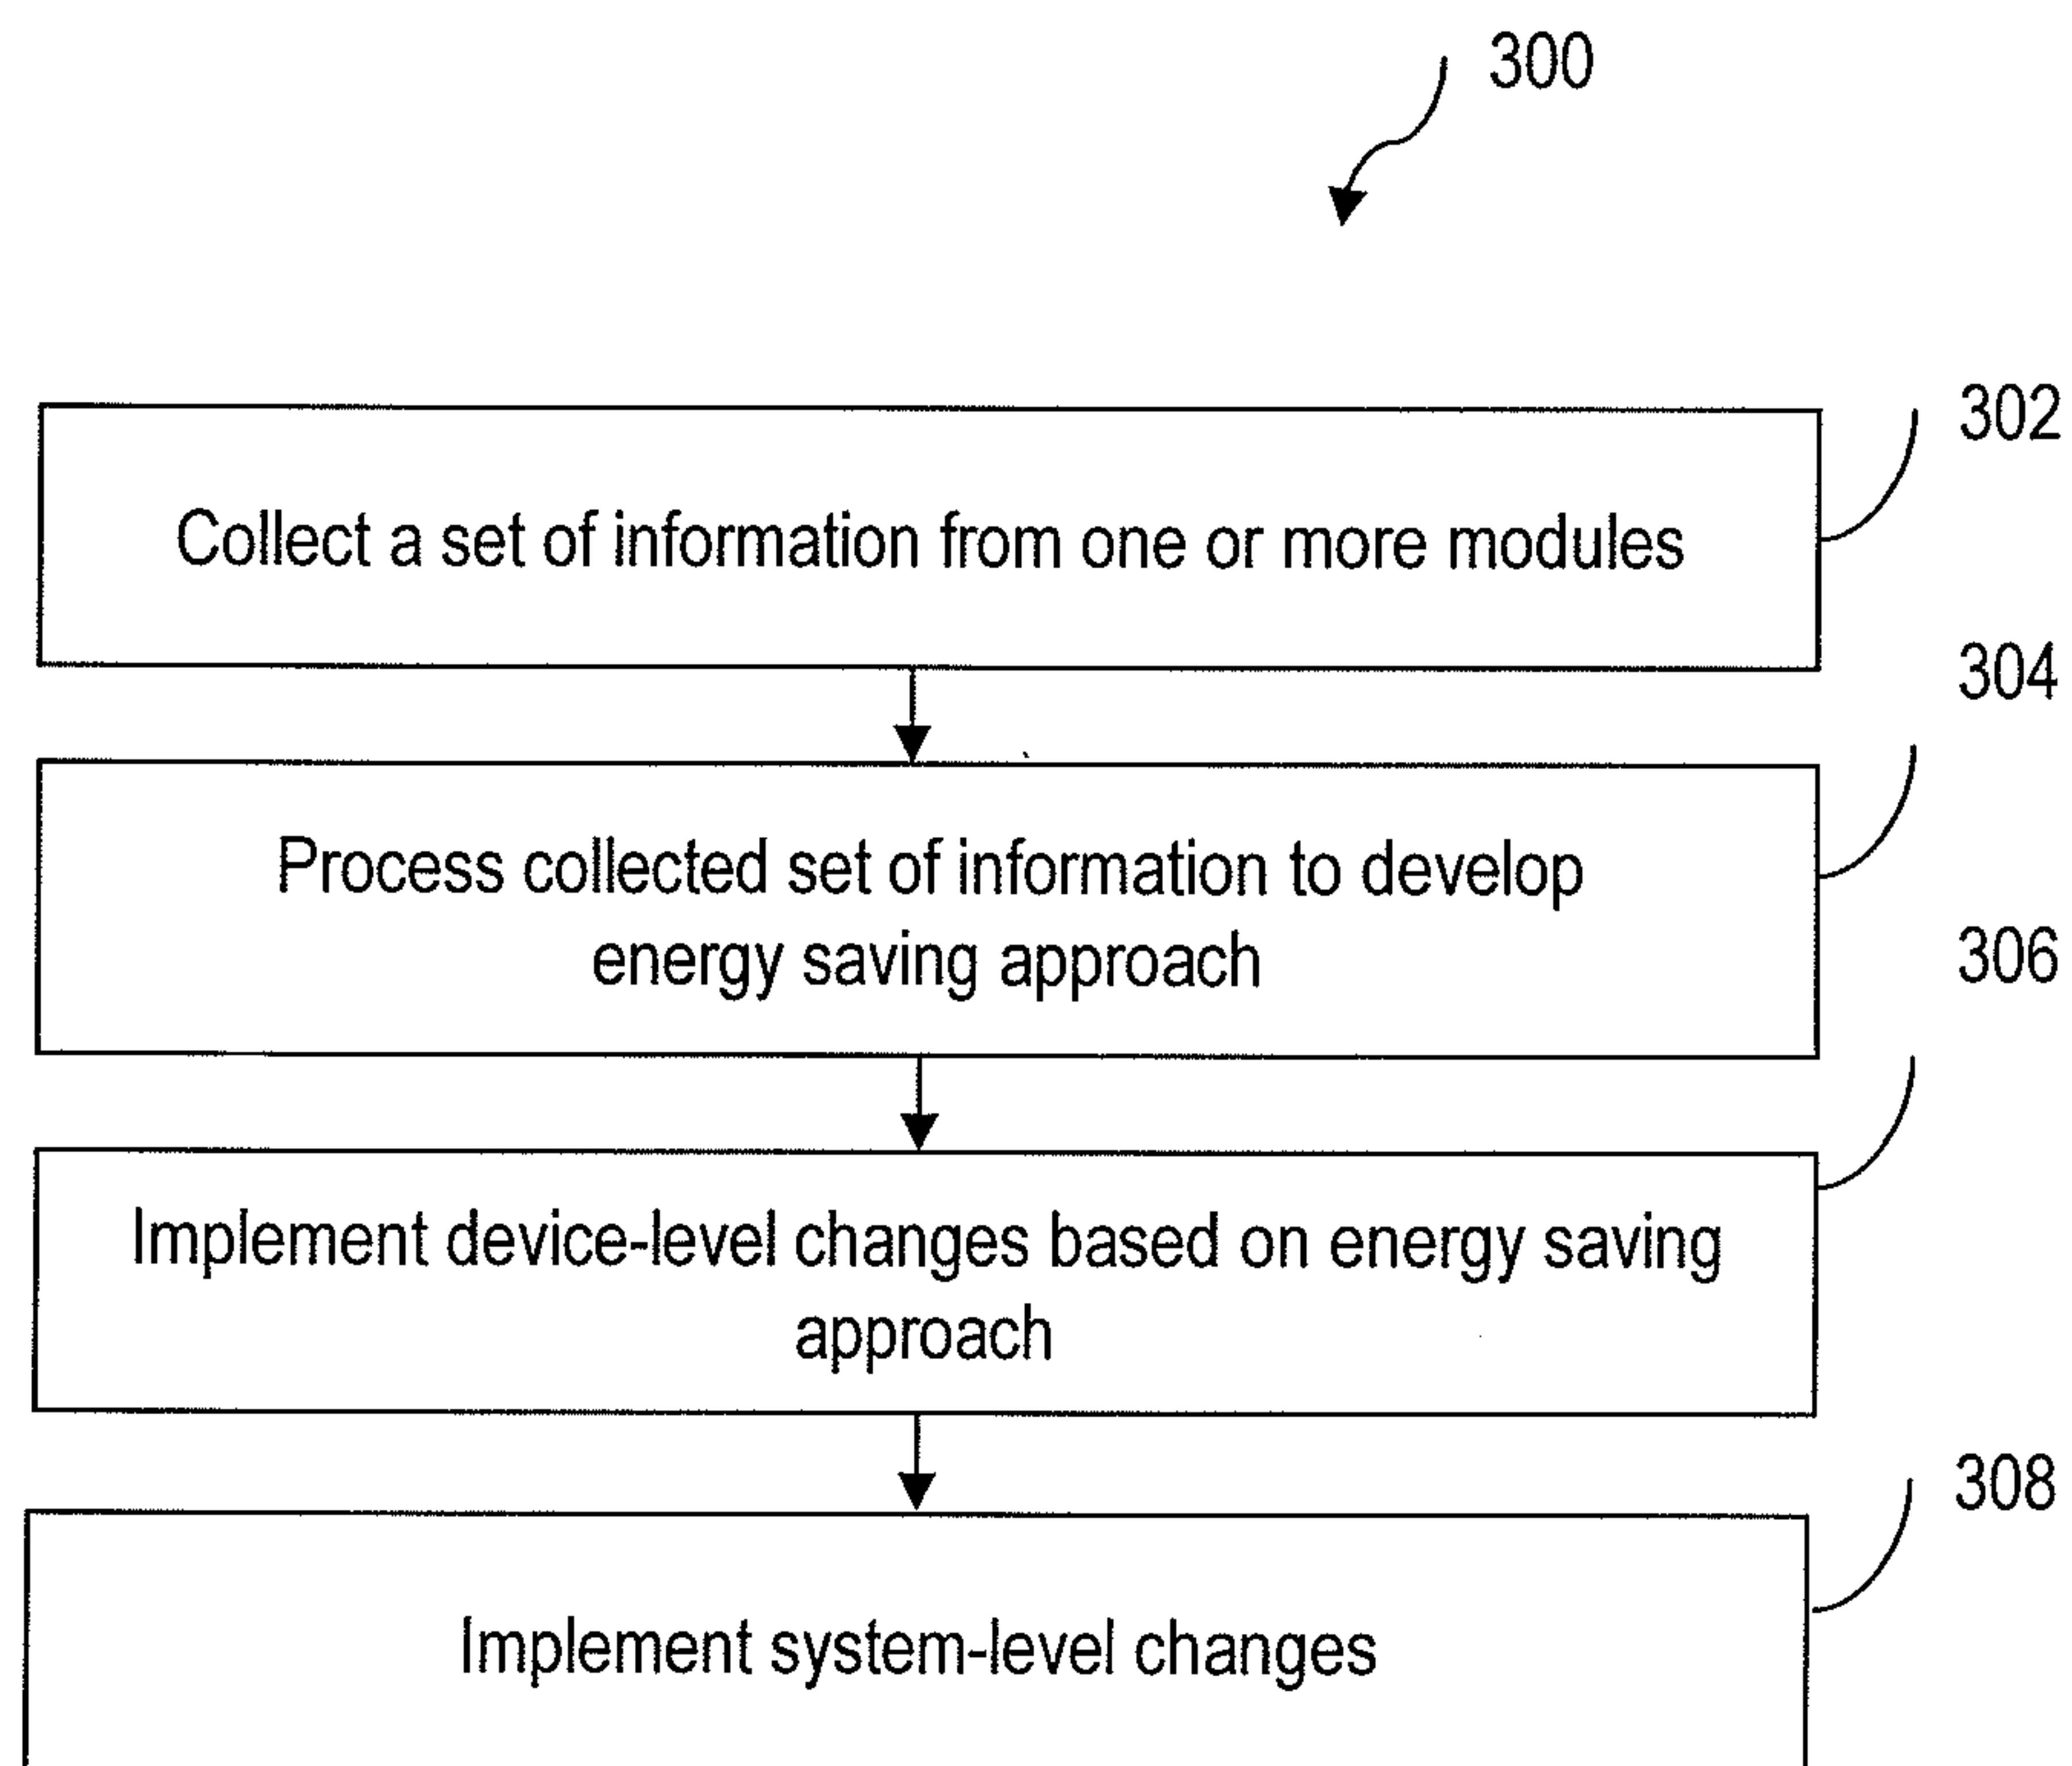 300
302
Collect a set of information from one or more modules
304
Process collected set of information to develop
energy saving approach
306
Implement device-level changes based on energy saving
approach
308
Implement system-level changes